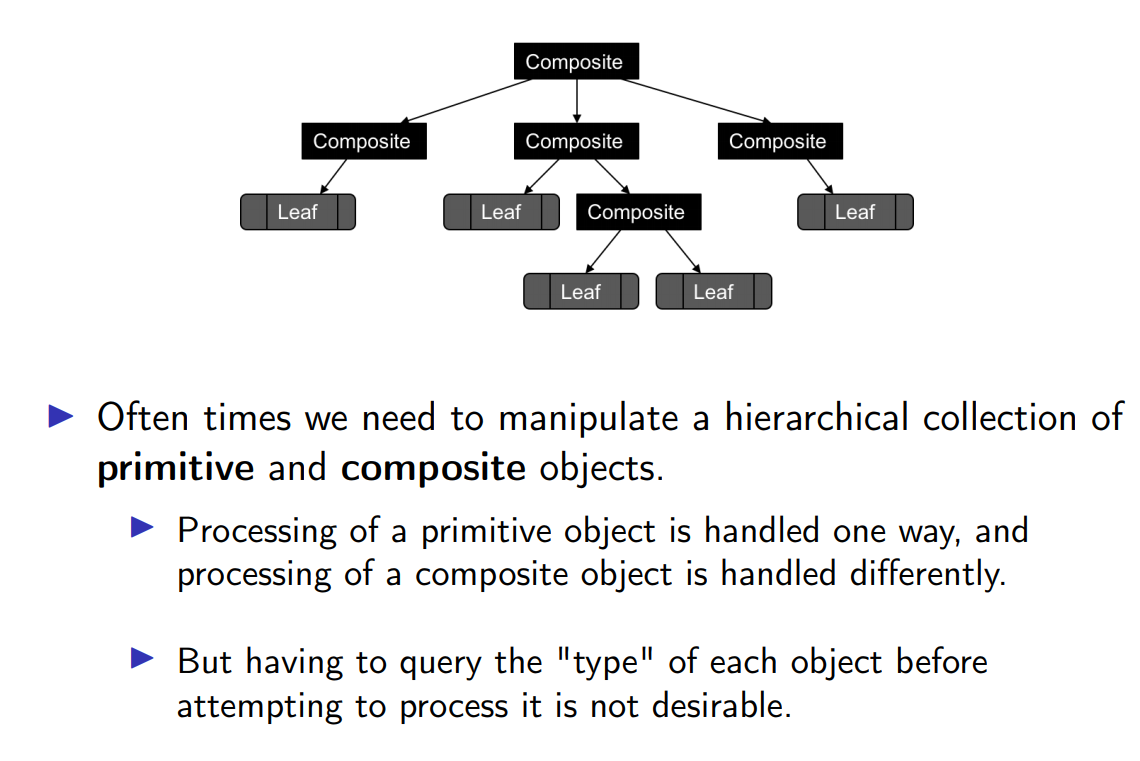 Composite
Composite Composite Composite
Leaf Leaf Composite Leaf
Leaf Leaf
Often times we need to manipulate a hierarchical collection of
primitive and composite objects.
Processing of a primitive object is handled one way, and
processing of a composite object is handled differently.
But having to query the "type" of each object before
attempting to process it is not desirable.